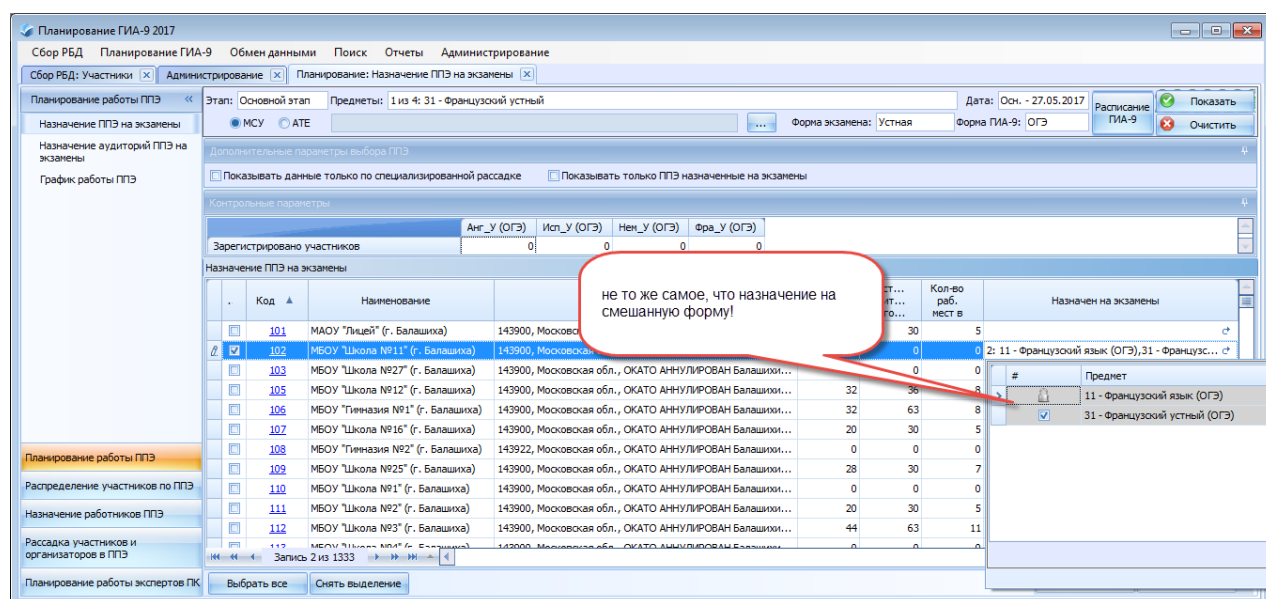 Планирование ГИА-9 2017
Сбор РБД Планирование ГИА-9 Обмен данными Поиск Отчеты Администрирование
Сбор РБД: Участники Администрирование Планирование: Назначение ППЭ на экзамены
Планирование работы ППЭ
Назначение ППЭ на экзамены
Назначение аудиторий ППЭ на
экзамены
График работы ППЭ
Планирование работы ППЭ
Распределение участников по ППЭ
Назначение работников ППЭ
Рассадка участников и
организаторов в ППЭ
Планирование работы экспертов ПК
Этап: Основной этап Предметы: 1 из 4: 31 - Французский устный Дата: Осн. - 27.05.2017
МСУ АТЕ ... Форма экзамена: Устная Форма ГИА-9: ОГЭ
Расписание
ГИА-9
Показать
Очистить
Дополнительные параметры выбора ППЭ
Показывать данные только по специализированной рассадке Показывать только ППЭ назначенные на экзамены
Контрольные параметры
Анг_У (ОГЭ) Исп_У (ОГЭ) Нем_У (ОГЭ) Фра_У (ОГЭ)
Зарегистрировано участников 0 0 0 0
Назначение ППЭ на экзамены
.. Код Наименование Кол-во раб. мест в Назначен на экзамены
101 МАОУ "Лицей" (г. Балашиха) 143900, Московс 30 5
102 МБОУ "Школа №11" (г. Балашиха) 143900, Московская 0 0 2: 11 - Французский язык (ОГЭ),31 - Французс...
103 МБОУ "Школа №27" (г. Балашиха) 143900, Московская обл., ОКАТО АННУЛИРОВАН Балашихи... 0 0
105 МБОУ "Школа №12" (г. Балашиха) 143900, Московская обл., ОКАТО АННУЛИРОВАН Балашихи... 32 36 8
106 МБОУ "Гимназия №1" (г. Балашиха) 143900, Московская обл., ОКАТО АННУЛИРОВАН Балашихи... 32 63 8
107 МБОУ "Школа №16" (г. Балашиха) 143900, Московская обл., ОКАТО АННУЛИРОВАН Балашихи... 20 30 5
108 МБОУ "Гимназия №2" (г. Балашиха) 143922, Московская обл., ОКАТО АННУЛИРОВАН Балашихи... 0 0 0
109 МБОУ "Школа №25" (г. Балашиха) 143900, Московская обл., ОКАТО АННУЛИРОВАН Балашихи... 28 30 7
110 МБОУ "Школа №1" (г. Балашиха) 143900, Московская обл., ОКАТО АННУЛИРОВАН Балашихи... 0 0 0
111 МБОУ "Школа №2" (г. Балашиха) 143900, Московская обл., ОКАТО АННУЛИРОВАН Балашихи... 20 30 5
112 МБОУ "Школа №3" (г. Балашиха) 143900, Московская обл., ОКАТО АННУЛИРОВАН Балашихи... 44 63 11
Запись 2 из 1333
Выбрать все Снять выделение
не то же самое, что назначение на
смешанную форму!
# Предмет
11 - Французский язык (ОГЭ)
31 - Французский устный (ОГЭ)